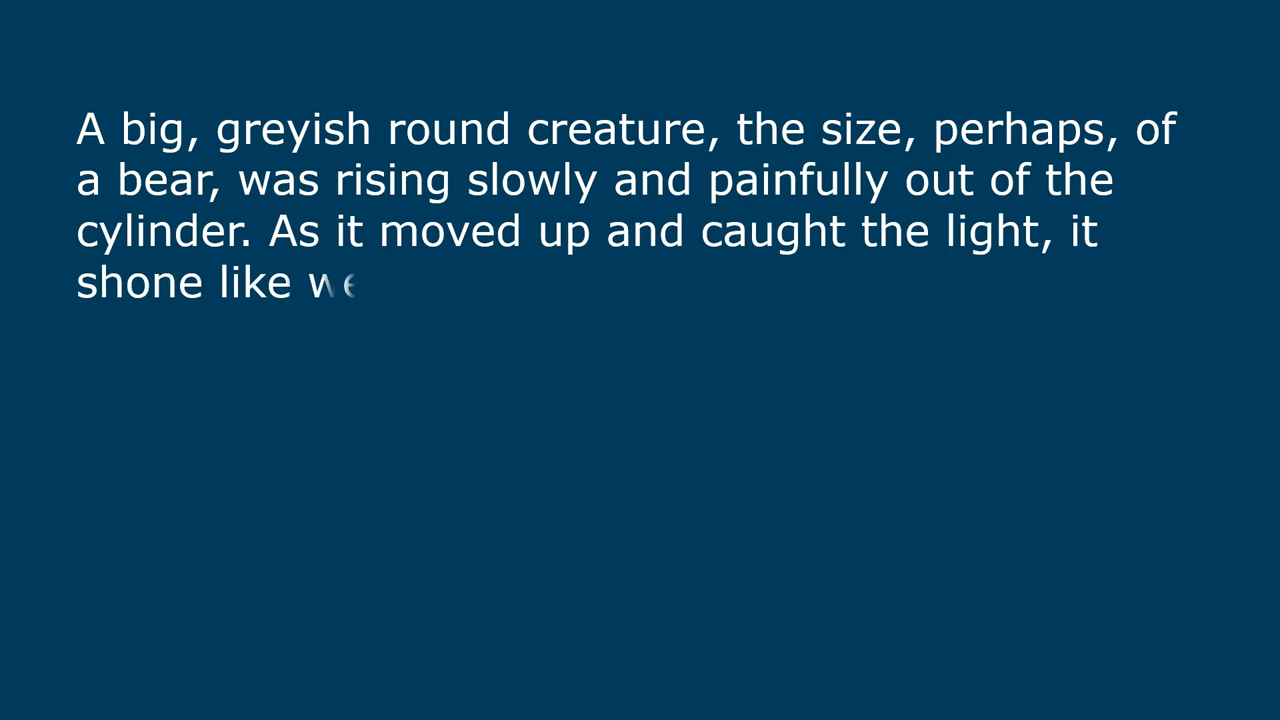 A big, greyish round creature, the size, perhaps, of
a bear, was rising slowly and painfully out of the
cylinder. As it moved up and caught the light, it
shone like we